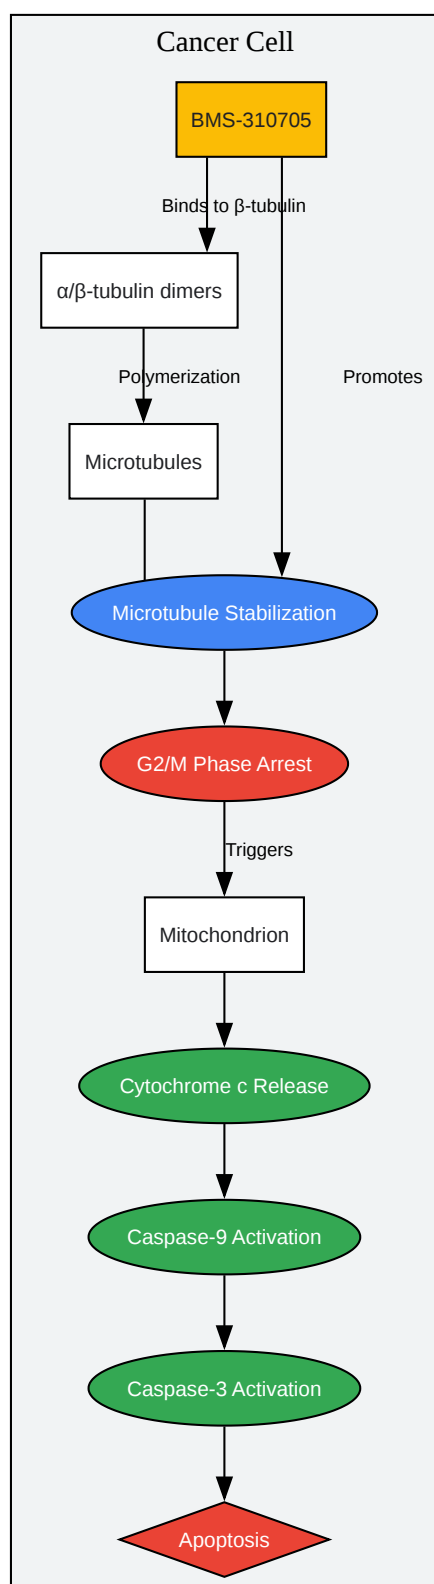 Cancer Cell
BMS-310705
Binds to β-tubulin
α/β-tubulin dimers
Polymerization
Promotes
Microtubules
Microtubule Stabilization
G2/M Phase Arrest
Triggers
Mitochondrion
Cytochrome c Release
Caspase-9 Activation
Caspase-3 Activation
Apoptosis